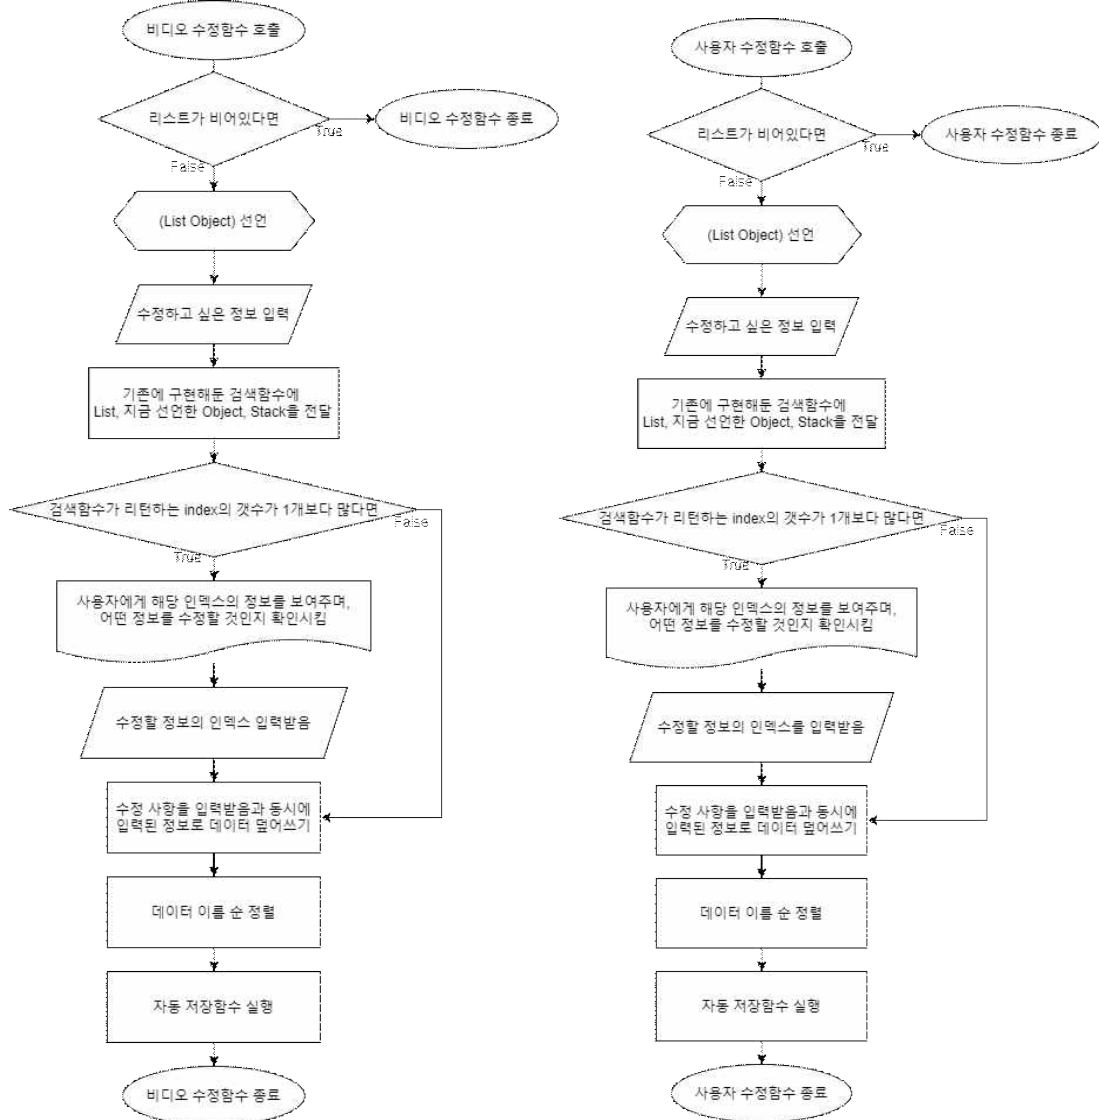 비디오 수정함수 호출
리스트가 비어있다면
True
비디오 수정함수 종료
False
(List Object) 선언
수정하고 싶은 정보 입력
기존에 구현해둔 검색함수에
List, 지금 선언한 Object, Stack을 전달
검색함수가 리턴하는 index의 갯수가 1개보다 많다면
False
True
사용자에게 해당 인덱스의 정보를 보여주며,
어떤 정보를 수정할 것인지 확인시킴
수정할 정보의 인덱스 입력받음
수정 사항을 입력받음과 동시에
입력된 정보로 데이터 덮어쓰기
데이터 이름 순 정렬
자동 저장함수 실행
비디오 수정함수 종료
사용자 수정함수 호출
리스트가 비어있다면
True
사용자 수정함수 종료
False
(List Object) 선언
수정하고 싶은 정보 입력
기존에 구현해둔 검색함수에
List, 지금 선언한 Object, Stack을 전달
검색함수가 리턴하는 index의 갯수가 1개보다 많다면
False
True
사용자에게 해당 인덱스의 정보를 보여주며,
어떤 정보를 수정할 것인지 확인시킴
수정할 정보의 인덱스를 입력받음
수정 사항을 입력받음과 동시에
입력된 정보로 데이터 덮어쓰기
데이터 이름 순 정렬
자동 저장함수 실행
사용자 수정함수 종료